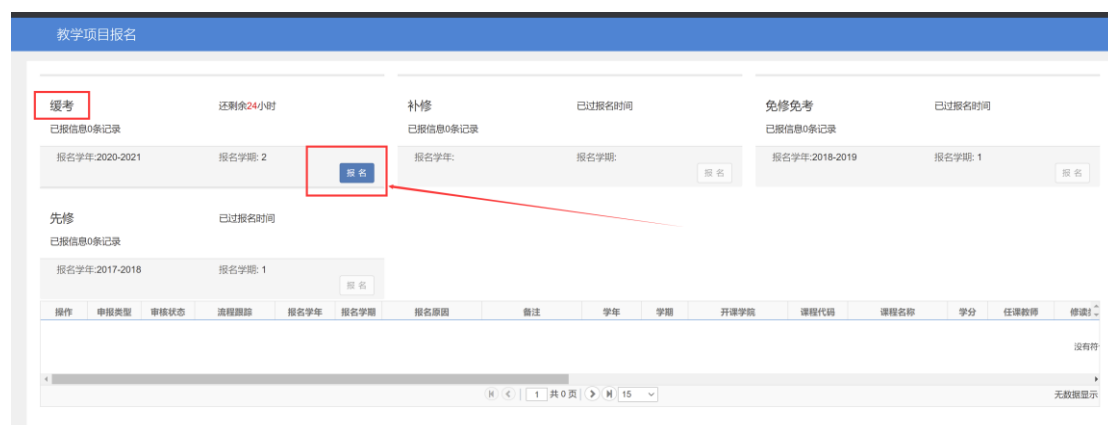 教学项目报名
缓考 还剩余24小时
已报信息0条记录
报名学年:2020-2021 报名学期: 2
报 名
补修 已过报名时间
已报信息0条记录
报名学年: 报名学期:
报 名
免修免考 已过报名时间
已报信息0条记录
报名学年:2018-2019 报名学期: 1
报 名
先修 已过报名时间
已报信息0条记录
报名学年:2017-2018 报名学期: 1
报 名
操作 申报类型 审核状态 流程跟踪 报名学年 报名学期 报名原因 备注 学年 学期 开课学院 课程代码 课程名称 学分 任课教师 修读
没有符
1 共 0 页 15 无数据显示